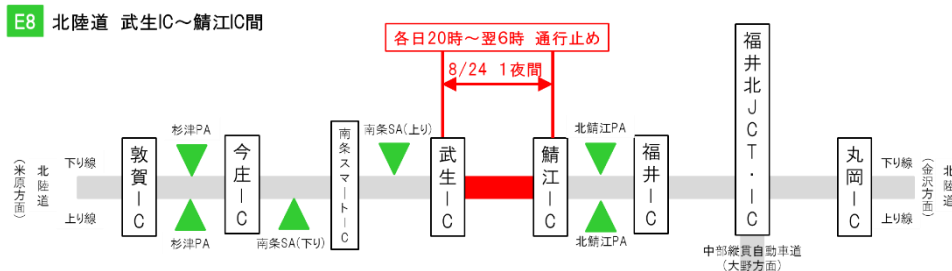 E8 北陸道 武生IC～鯖江IC間
各日20時～翌6時 通行止め
8/24 1夜間
北陸道
(米原方面)
下り線
上り線
敦賀IC
杉津PA
杉津PA
今庄IC
南条SA(下り)
南条スマートIC
南条SA(上り)
武生IC
鯖江IC
北鯖江PA
北鯖江PA
福井IC
福井北JCT・IC
中部縦貫自動車道
(大野方面)
丸岡IC
下り線
上り線
(金沢方面)
北陸道